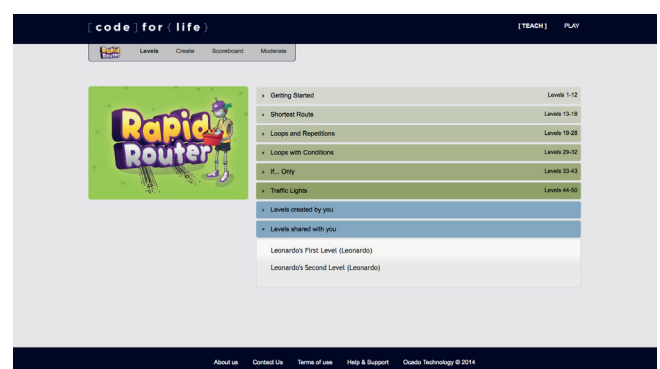 [code]for{life}
[TEACH] PLAY
Rapid Router Levels Create Scoreboard Moderate
Rapid
Router
Getting Started Levels 1-12
Shortest Route Levels 13-18
Loops and Repetitions Levels 19-28
Loops with Conditions Levels 29-32
If... Only Levels 33-43
Traffic Lights Levels 44-50
Levels created by you
Levels shared with you
Leonardo's First Level (Leonardo)
Leonardo's Second Level (Leonardo)
About us Contact Us Terms of use Help & Support Ocado Technology © 2014